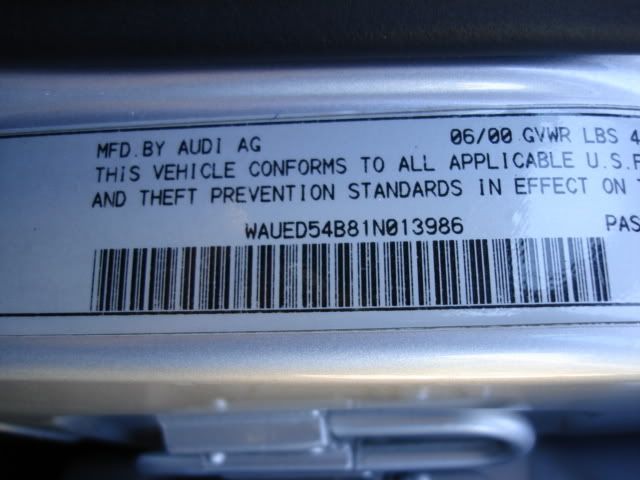 MFD.BY AUDI AG 06/00 GVWR LBS 4
THIS VEHICLE CONFORMS TO ALL APPLICABLE U.S.F
AND THEFT PREVENTION STANDARDS IN EFFECT ON T
WAUED54B81N013986 PAS